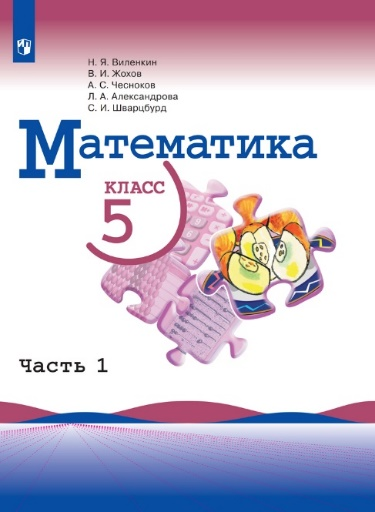 Н. Я. Виленкин
В. И. Жохов
А. С. Чесноков
Л. А. Александрова
С. И. Шварцбурд
Математика
КЛАСС
5
Часть 1